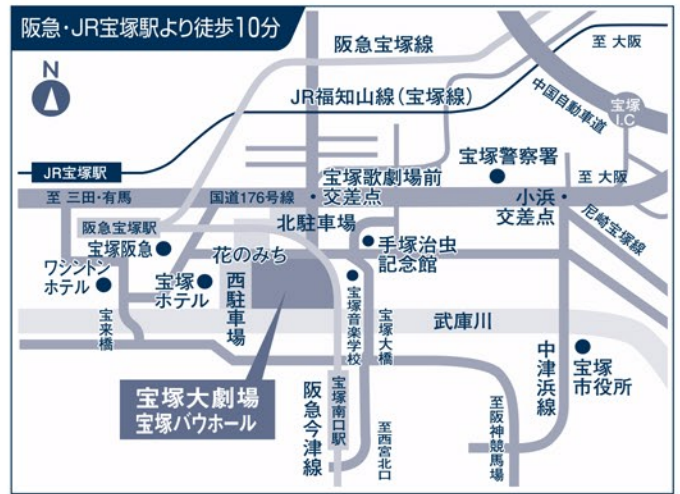 阪急・JR宝塚駅より徒歩10分
阪急宝塚線
至 大阪
N
JR福知山線(宝塚線)
中国自動車道
宝塚
I.C
JR宝塚駅
宝塚歌劇場前
交差点
宝塚警察署
至 大阪
至 三田・有馬
国道176号線
小浜
交差点
尼崎宝塚線
阪急宝塚駅
北駐車場
宝塚阪急
花のみち
手塚治虫
記念館
ワシントン
ホテル
宝塚
ホテル
西駐車場
宝塚音楽学校
宝塚大橋
宝来橋
武庫川
中津浜線
宝塚
市役所
宝塚大劇場
宝塚バウホール
阪急今津線
宝塚南口駅
至西宮北口
至阪神競馬場